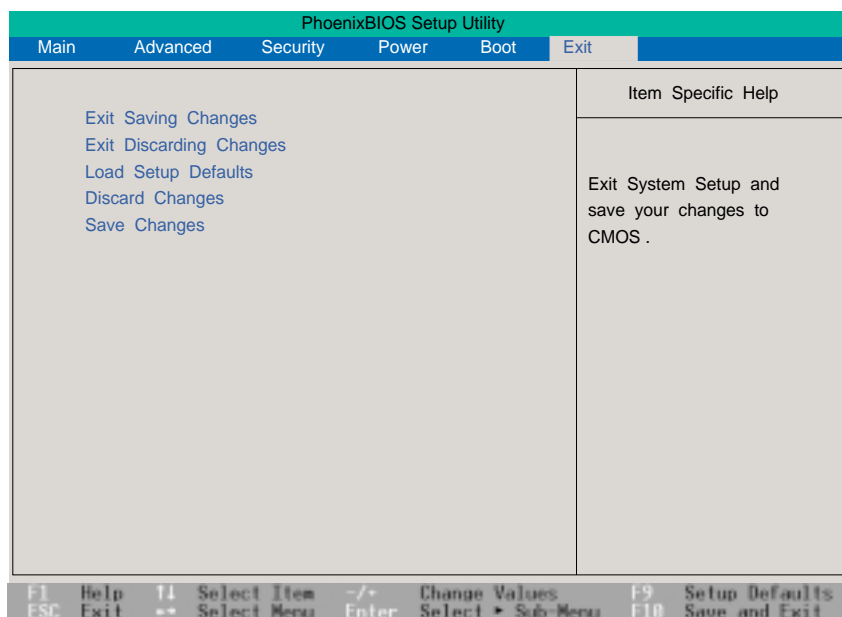 PhoenixBIOS Setup Utility
Main Advanced Security Power Boot Exit
Exit Saving Changes
Exit Discarding Changes
Load Setup Defaults
Discard Changes
Save Changes
Item Specific Help
Exit System Setup and
save your changes to
CMOS .
F1 Help ↑↓ Select Item -/+ Change Values F9 Setup Defaults
ESC Exit ←→ Select Menu Enter Select ► Sub-Menu F10 Save and Exit